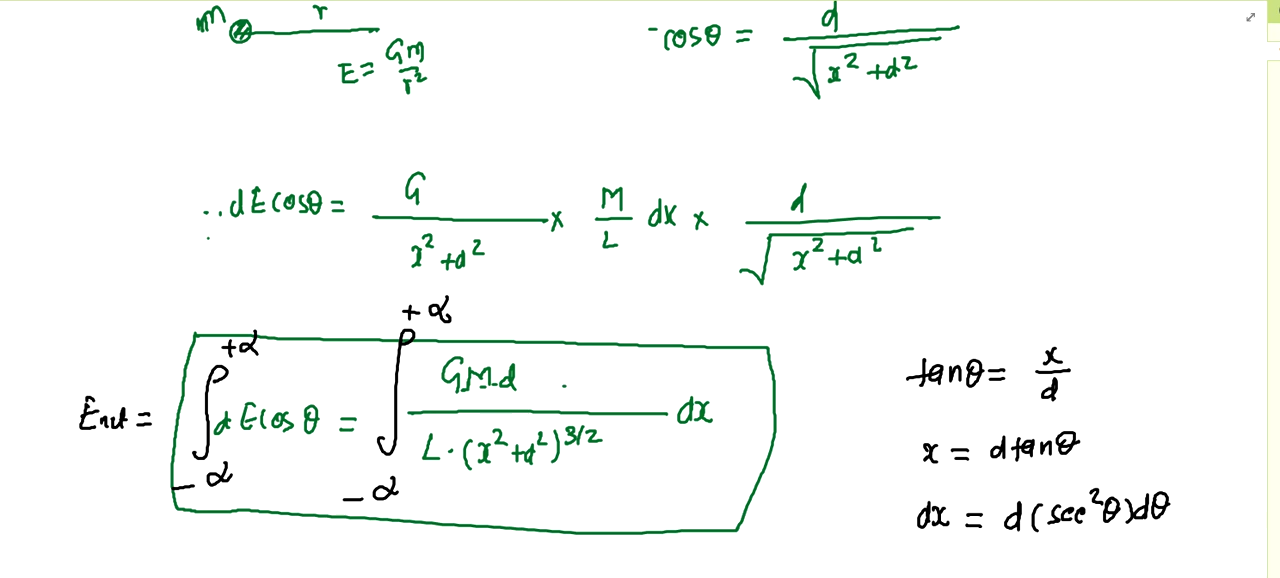 m r
E = GM/r²
cosθ = d/√(x²+d²)
∴ dE cosθ = G/(x²+d²) × M/L dx × d/√(x²+d²)
Enet = ∫_{-α}^{+α} dE cosθ = ∫_{-α}^{+α} GMd/(L·(x²+d²)^{3/2}) dx
tanθ = x/d
x = d tanθ
dx = d(sec²θ)dθ